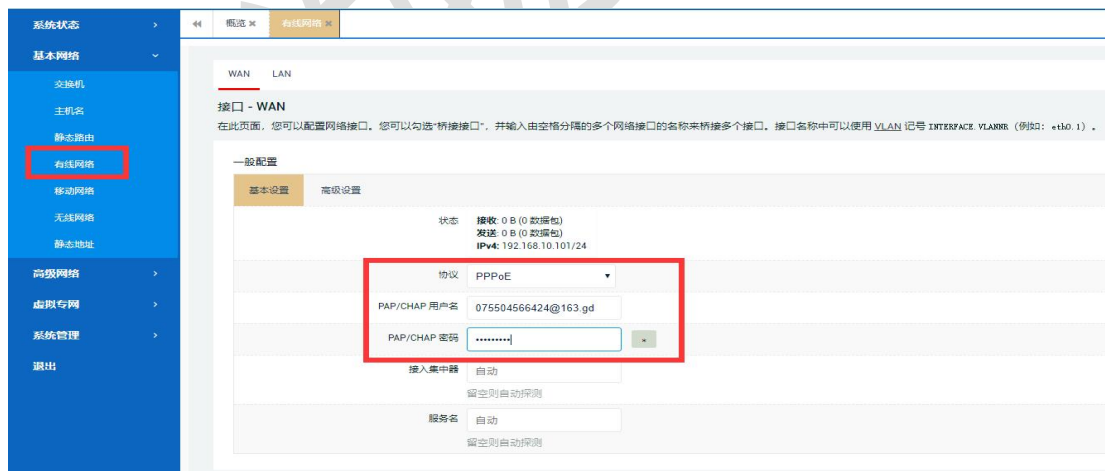 系统状态
基本网络
交换机
主机名
静态路由
有线网络
移动网络
无线网络
静态地址
高级网络
虚拟专网
系统管理
退出
概览 × 有线网络 ×
WAN LAN
接口 - WAN
在此页面，您可以配置网络接口。您可以勾选"桥接接口"，并输入由空格分隔的多个网络接口的名称来桥接多个接口。接口名称中可以使用 VLAN 记号 INTERFACE.VLANNR（例如：eth0.1）。
一般配置
基本设置 高级设置
状态 接收: 0 B (0 数据包)
发送: 0 B (0 数据包)
IPv4: 192.168.10.101/24
协议 PPPoE
PAP/CHAP 用户名 075504566424@163.gd
PAP/CHAP 密码 ••••••••• *
接入集中器 自动
留空则自动探测
服务名 自动
留空则自动探测